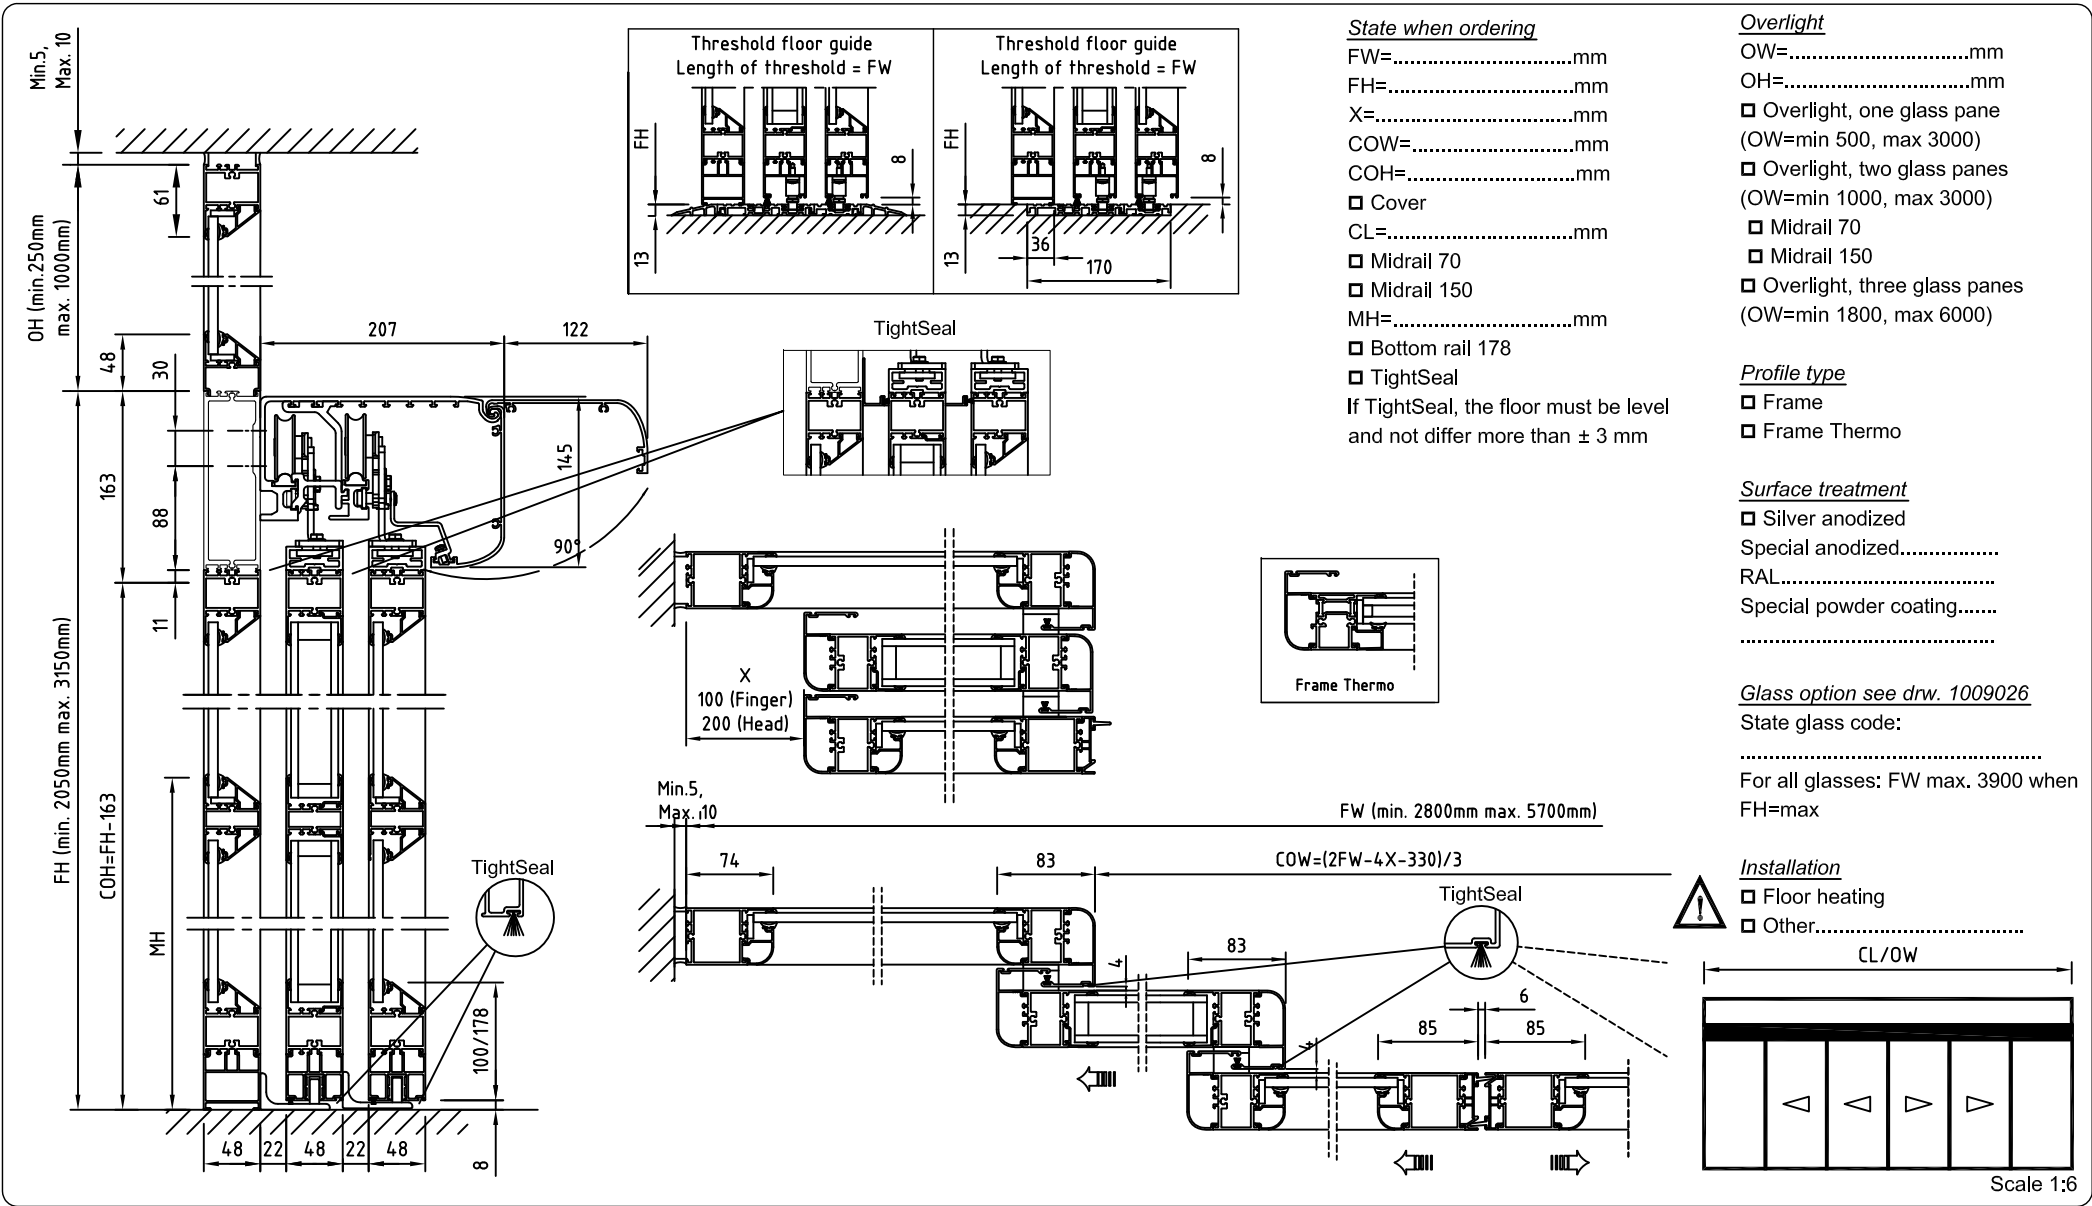 Min.5,
Max. 10
OH (min.250mm
max. 1000mm)
61
48
30
163
88
11
FH (min. 2050mm max. 3150mm)
COH=FH-163
MH
207
122
145
90°
TightSeal
100/178
48
22
48
22
48
8
Threshold floor guide
Length of threshold = FW
FH
8
13
Threshold floor guide
Length of threshold = FW
FH
8
13
36
170
TightSeal
X
100 (Finger)
200 (Head)
Frame Thermo
Min.5,
Max. 10
FW (min. 2800mm max. 5700mm)
74
83
COW=(2FW-4X-330)/3
TightSeal
4
83
4
6
85
85
State when ordering
FW=..............................mm
FH=...............................mm
X=.................................mm
COW=...........................mm
COH=............................mm
Cover
CL=................................mm
Midrail 70
Midrail 150
MH=..............................mm
Bottom rail 178
TightSeal
If TightSeal, the floor must be level
and not differ more than ± 3 mm
Overlight
OW=...............................mm
OH=................................mm
Overlight, one glass pane
(OW=min 500, max 3000)
Overlight, two glass panes
(OW=min 1000, max 3000)
Midrail 70
Midrail 150
Overlight, three glass panes
(OW=min 1800, max 6000)
Profile type
Frame
Frame Thermo
Surface treatment
Silver anodized
Special anodized................
RAL....................................
Special powder coating.......
...........................................
Glass option see drw. 1009026
State glass code:
...................................................
For all glasses: FW max. 3900 when
FH=max
Installation
!
Floor heating
Other...................................
CL/OW
Scale 1:6